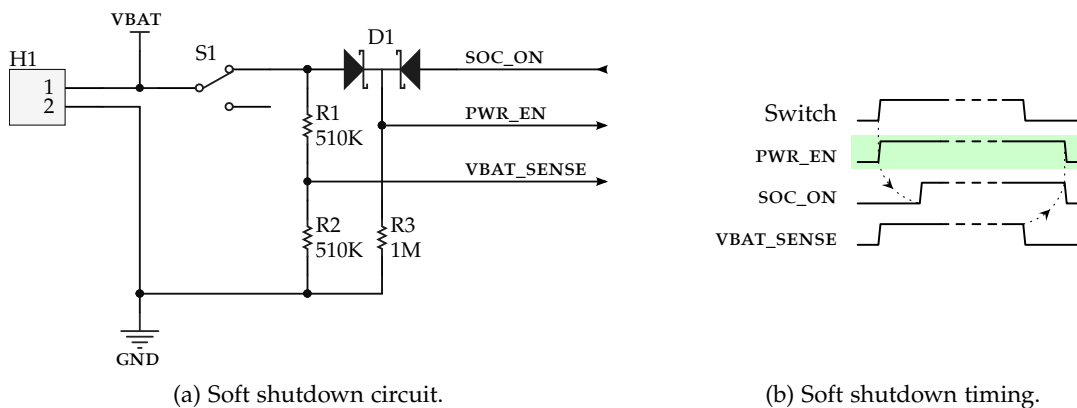 VBAT
H1
1
2
S1
D1
SOC_ON
R1
510K
PWR_EN
VBAT_SENSE
R2
510K
R3
1M
GND
(a) Soft shutdown circuit.
Switch
PWR_EN
SOC_ON
VBAT_SENSE
(b) Soft shutdown timing.